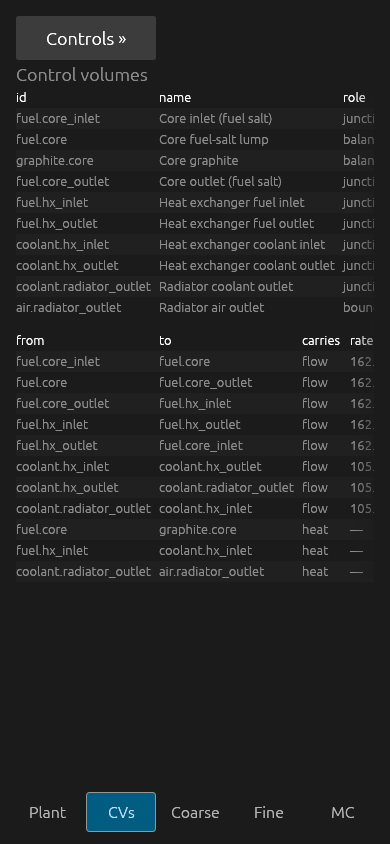 Controls »
Control volumes
id name role
fuel.core_inlet Core inlet (fuel salt) juncti
fuel.core Core fuel-salt lump balan
graphite.core Core graphite balan
fuel.core_outlet Core outlet (fuel salt) juncti
fuel.hx_inlet Heat exchanger fuel inlet juncti
fuel.hx_outlet Heat exchanger fuel outlet juncti
coolant.hx_inlet Heat exchanger coolant inlet juncti
coolant.hx_outlet Heat exchanger coolant outlet juncti
coolant.radiator_outlet Radiator coolant outlet juncti
air.radiator_outlet Radiator air outlet boun
from to carries rate
fuel.core_inlet fuel.core flow 162.
fuel.core fuel.core_outlet flow 162.
fuel.core_outlet fuel.hx_inlet flow 162.
fuel.hx_inlet fuel.hx_outlet flow 162.
fuel.hx_outlet fuel.core_inlet flow 162.
coolant.hx_inlet coolant.hx_outlet flow 105.
coolant.hx_outlet coolant.radiator_outlet flow 105.
coolant.radiator_outlet coolant.hx_inlet flow 105.
fuel.core graphite.core heat —
fuel.hx_inlet coolant.hx_inlet heat —
coolant.radiator_outlet air.radiator_outlet heat —
Plant CVs Coarse Fine MC